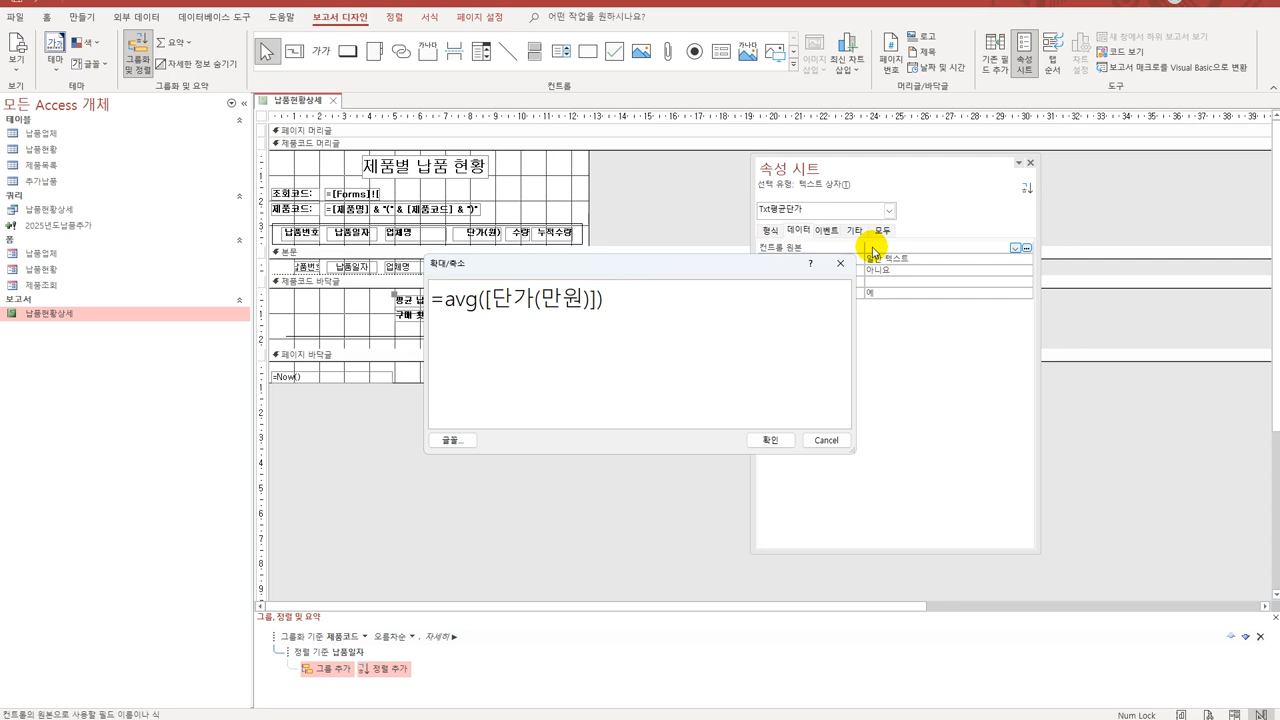 파일 홈 만들기 외부 데이터 데이터베이스 도구 도움말 보고서 디자인 정렬 서식 페이지 설정 어떤 작업을 원하시나요?
보기 테마 색 글꼴 그룹화 및 정렬 요약 자세한 정보 숨기기 가가 가나다 가나다 이미지 삽입 최신 차트 삽입 페이지 번호 로고 제목 날짜 및 시간 기존 필드 추가 속성 시트 탭 순서 차트 설정 새 창에서 하위 보고서 보기 코드 보기 보고서 매크로를 Visual Basic으로 변환
보기 테마 그룹화 및 요약 컨트롤 머리글/바닥글 도구
모든 Access 개체
테이블
납품업체
납품현황
제품목록
추가납품
쿼리
납품현황상세
2025년도납품추가
폼
납품업체
납품현황
제품조회
보고서
납품현황상세
납품현황상세
페이지 머리글
제품코드 머리글
제품별 납품 현황
조회코드: =[Forms]![
제품코드: =[제품명] & "(" & [제품코드] & ")"
납품번호 납품일자 업체명 단가(원) 수량 누적수량
본문
납품번호 납품일자 업체명
제품코드 바닥글
평균 납
페이지 바닥글
=Now()
속성 시트
선택 유형: 텍스트 상자(T)
Txt평균단가
형식 데이터 이벤트 기타 모두
컨트롤 원본
일반 텍스트
아니요
예
확대/축소
=avg([단가(만원)])
글꼴... 확인 Cancel
그룹, 정렬 및 요약
그룹화 기준 제품코드 오름차순 , 자세히
정렬 기준 납품일자
그룹 추가 정렬 추가
컨트롤의 원본으로 사용할 필드 이름이나 식
Num Lock